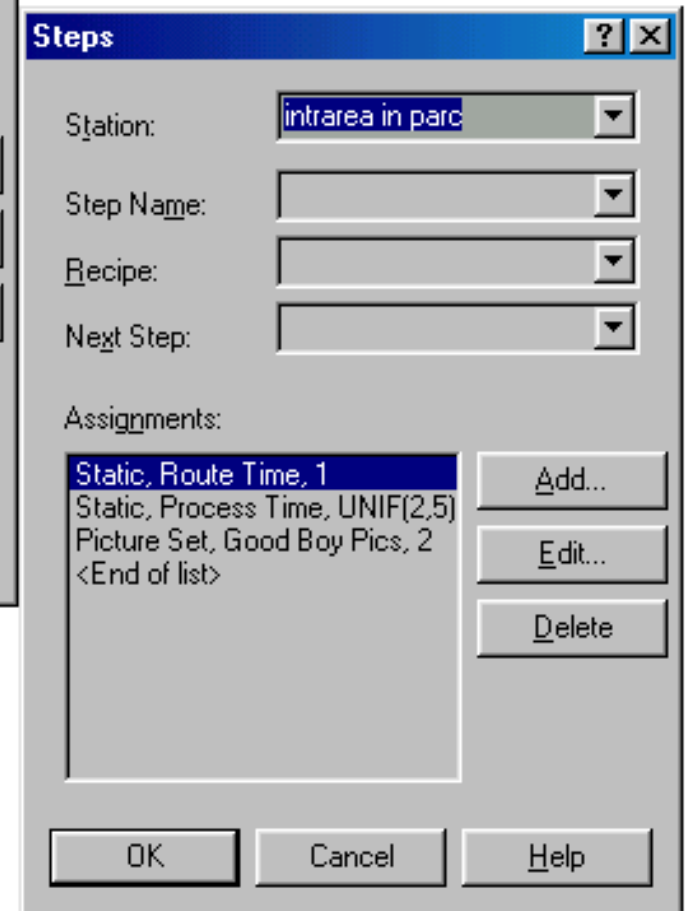 Steps
Station: intrarea in parc
Step Name:
Recipe:
Next Step:
Assignments:
Static, Route Time, 1
Static, Process Time, UNIF(2,5)
Picture Set, Good Boy Pics, 2
<End of list>
Add...
Edit...
Delete
OK Cancel Help